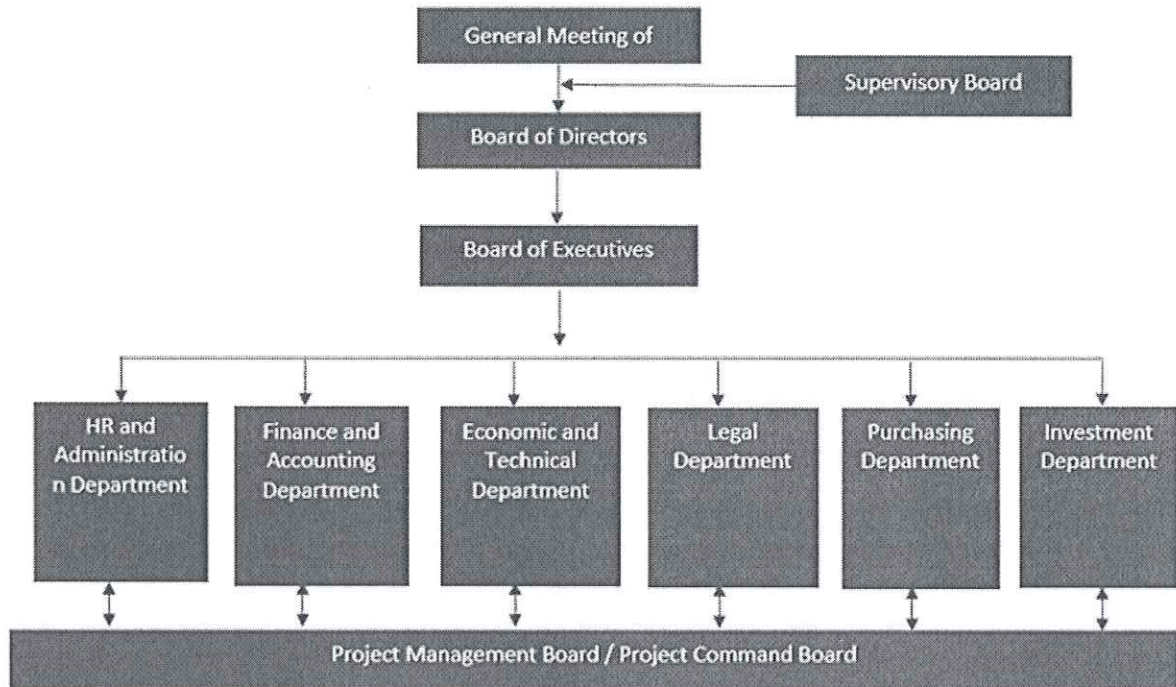 General Meeting of
Supervisory Board
Board of Directors
Board of Executives
HR and
Administratio
n Department
Finance and
Accounting
Department
Economic and
Technical
Department
Legal
Department
Purchasing
Department
Investment
Department
Project Management Board / Project Command Board